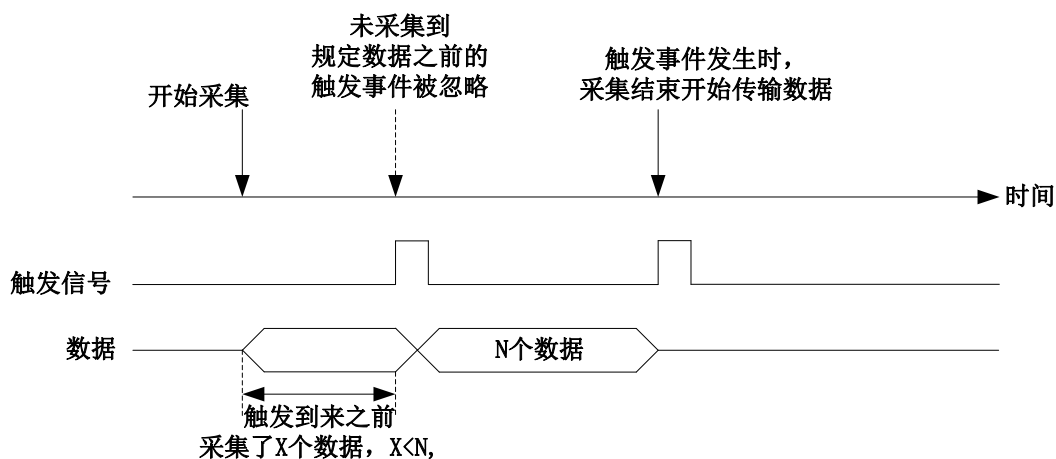 未采集到
规定数据之前的
触发事件被忽略
触发事件发生时，
采集结束开始传输数据
开始采集
时间
触发信号
数据
N个数据
触发到来之前
采集了X个数据，X<N,